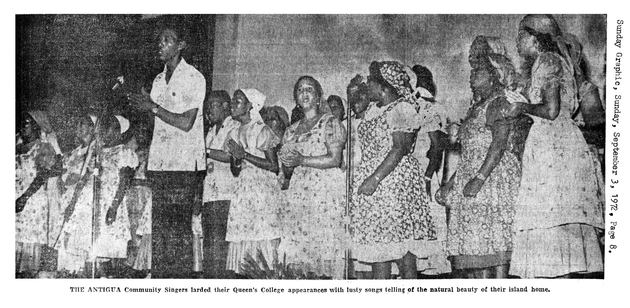 THE ANTIGUA Community Singers larded their Queen's College appearances with lusty songs telling of the natural beauty of their island home.
Sunday Graphic, Sunday, September 3, 1972, Page 8.